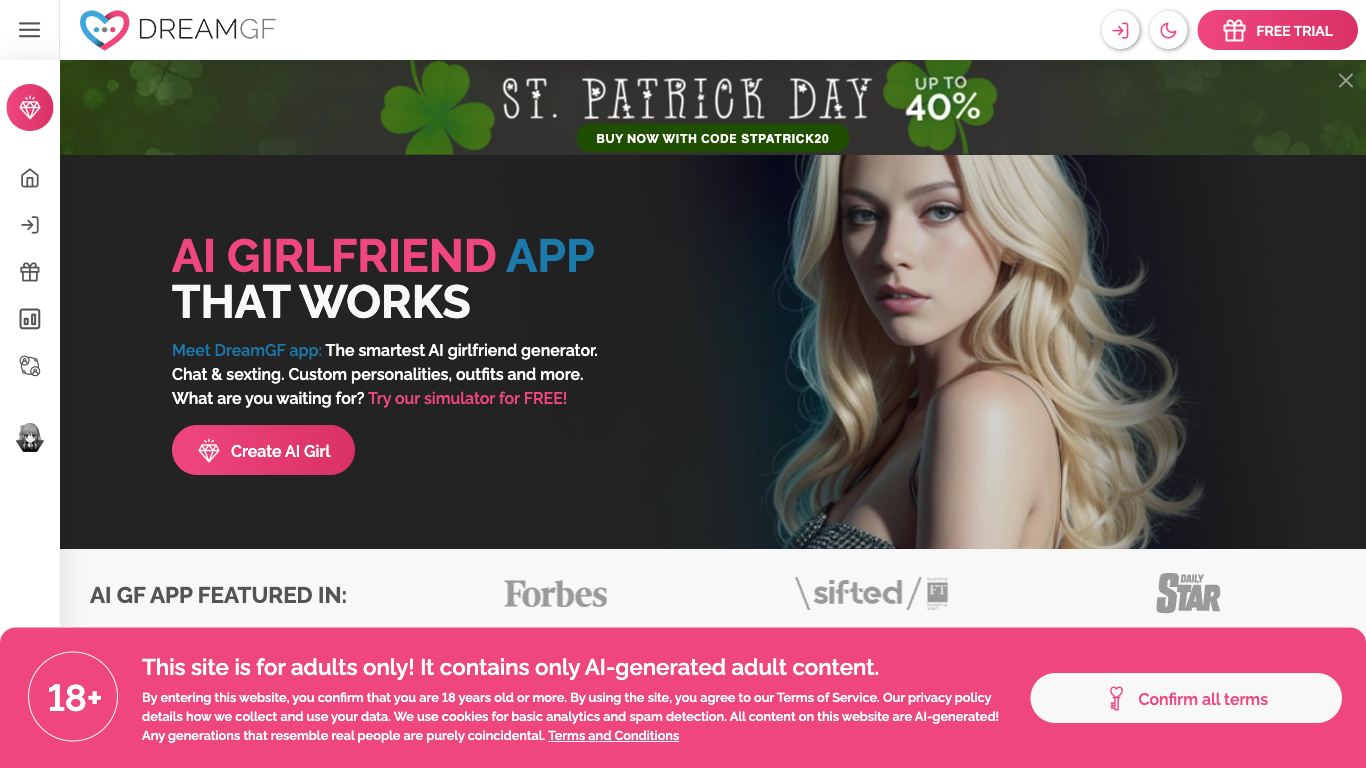 DREAMGF
FREE TRIAL
ST. PATRICK DAY
UP TO
40%
BUY NOW WITH CODE STPATRICK20
AI GIRLFRIEND APP
THAT WORKS
Meet DreamGF app: The smartest AI girlfriend generator.
Chat & sexting. Custom personalities, outfits and more.
What are you waiting for? Try our simulator for FREE!
Create AI Girl
AI GF APP FEATURED IN:
Forbes
\sifted/
FT
DAILY
STAR
18+
This site is for adults only! It contains only AI-generated adult content.
By entering this website, you confirm that you are 18 years old or more. By using the site, you agree to our Terms of Service. Our privacy policy
details how we collect and use your data. We use cookies for basic analytics and spam detection. All content on this website are AI-generated!
Any generations that resemble real people are purely coincidental. Terms and Conditions
Confirm all terms